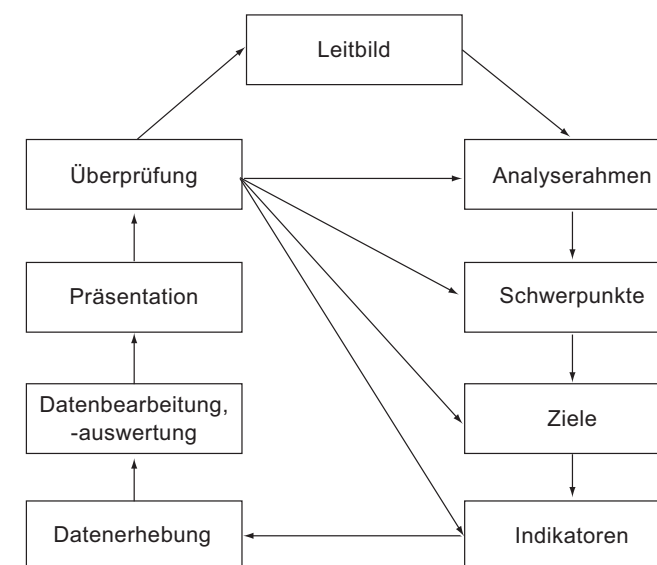 Leitbild
Überprüfung
Analyserahmen
Präsentation
Schwerpunkte
Datenbearbeitung,
-auswertung
Ziele
Datenerhebung
Indikatoren